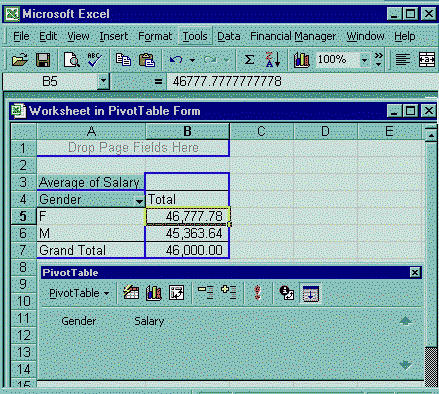 Microsoft Excel
File Edit View Insert Format Tools Data Financial Manager Window Help
100%
B5 = 46777.7777777778
Worksheet in PivotTable Form
A B C D E
1 Drop Page Fields Here
2
3 Average of Salary
4 Gender Total
5 F 46,777.78
6 M 45,363.64
7 Grand Total 46,000.00
8 PivotTable
9
10 PivotTable
11 Gender Salary
12
13
14
15